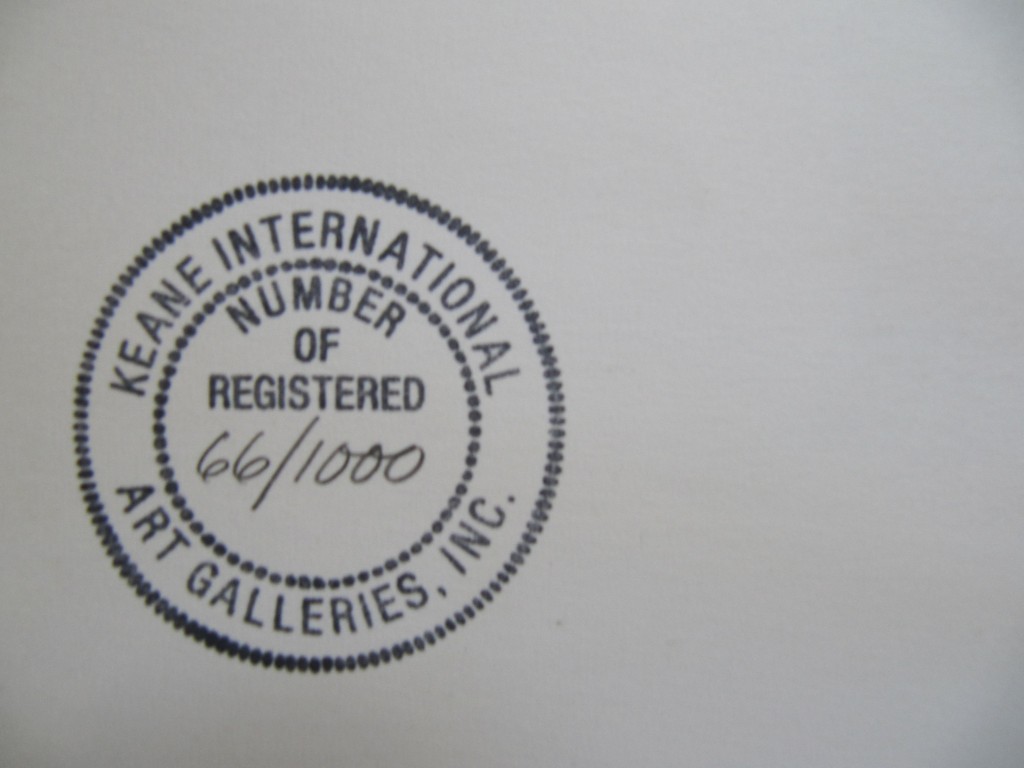 KEANE INTERNATIONAL
NUMBER
OF
REGISTERED
66/1000
ART GALLERIES, INC.